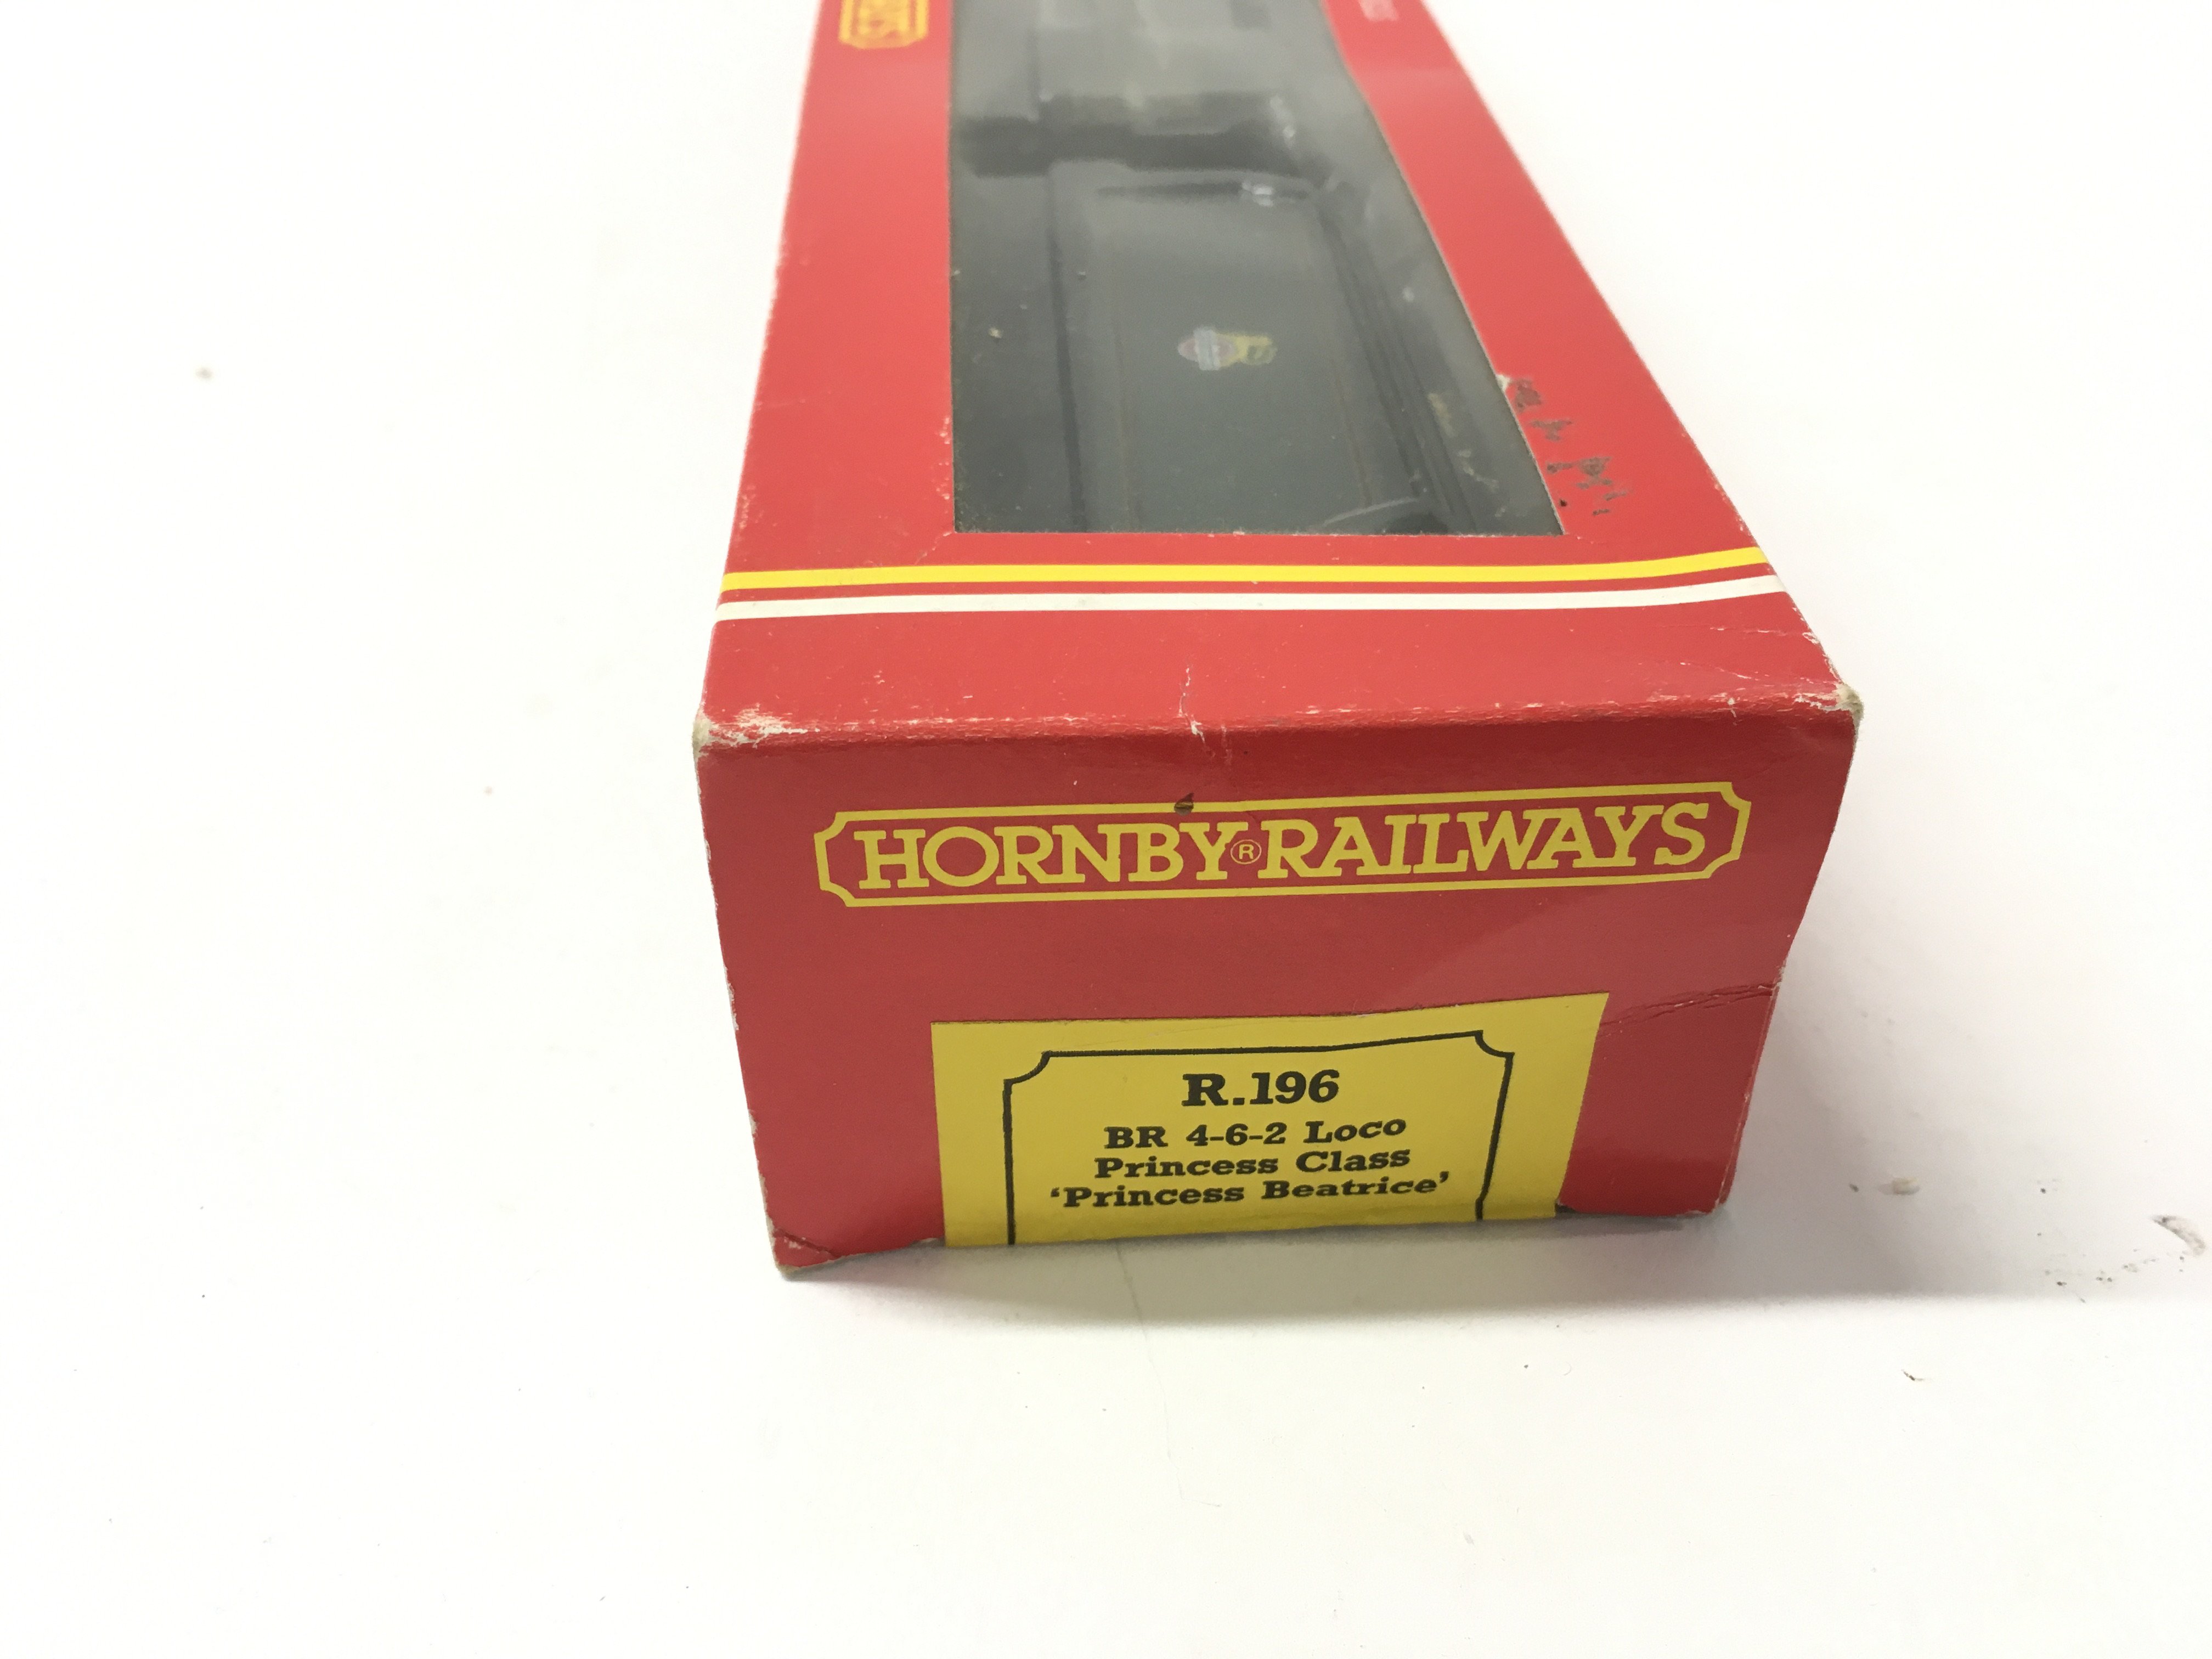 HORNBY®RAILWAYS
R.196
BR 4-6-2 Loco
Princess Class
‘Princess Beatrice’